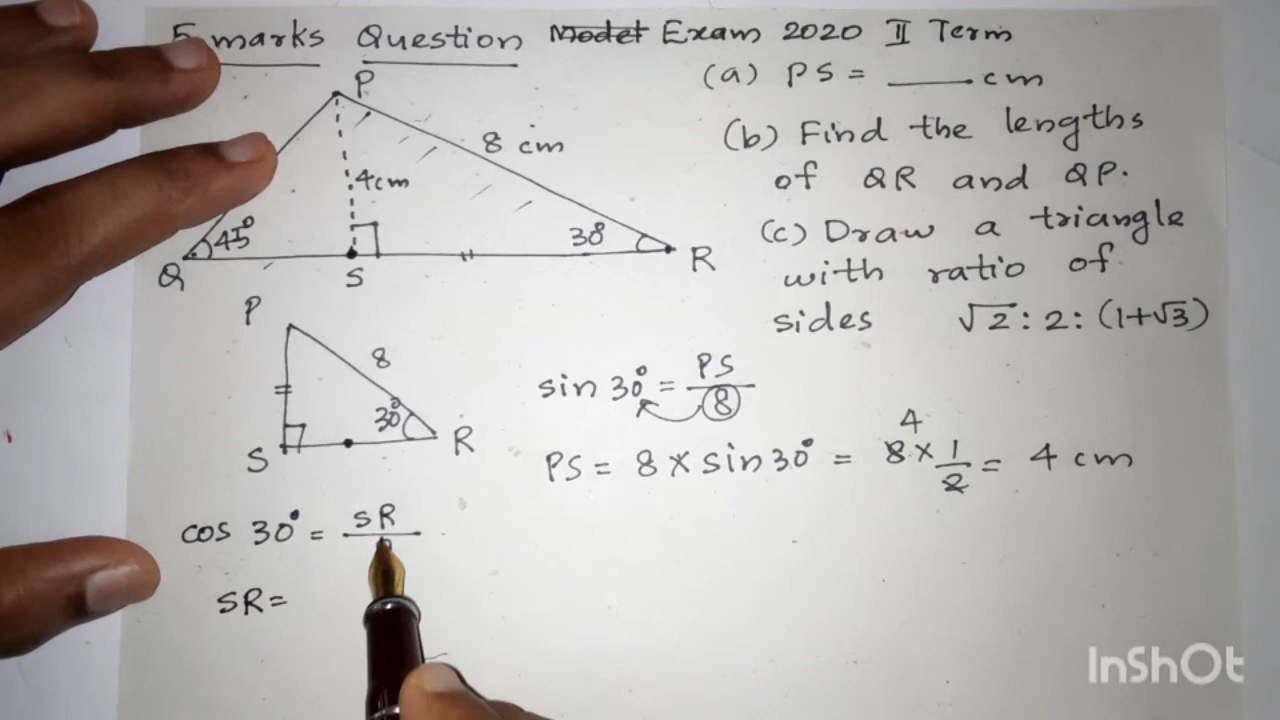 5 marks Question Model Exam 2020 II Term
(a) PS = ____ cm
(b) Find the lengths
of QR and QP.
(c) Draw a triangle
with ratio of
sides √2 : 2 : (1+√3)
P
8 cm
4cm
45°
30°
Q
S
R
P
8
30°
S
R
sin 30° = PS/8
PS = 8 × sin 30° = 8 × 1/2 = 4 cm
4
cos 30° = SR/
SR =
InShOt